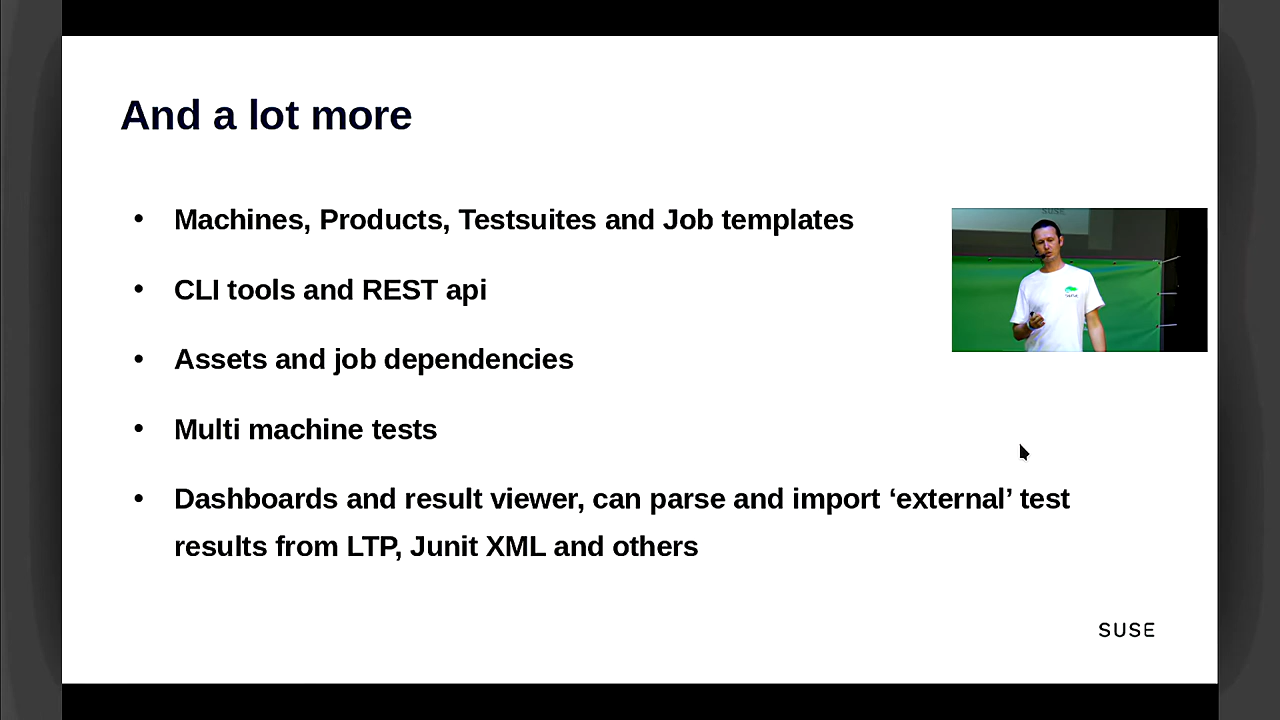 And a lot more
• Machines, Products, Testsuites and Job templates
• CLI tools and REST api
• Assets and job dependencies
• Multi machine tests
• Dashboards and result viewer, can parse and import ‘external’ test
results from LTP, Junit XML and others
SUSE
SUSE